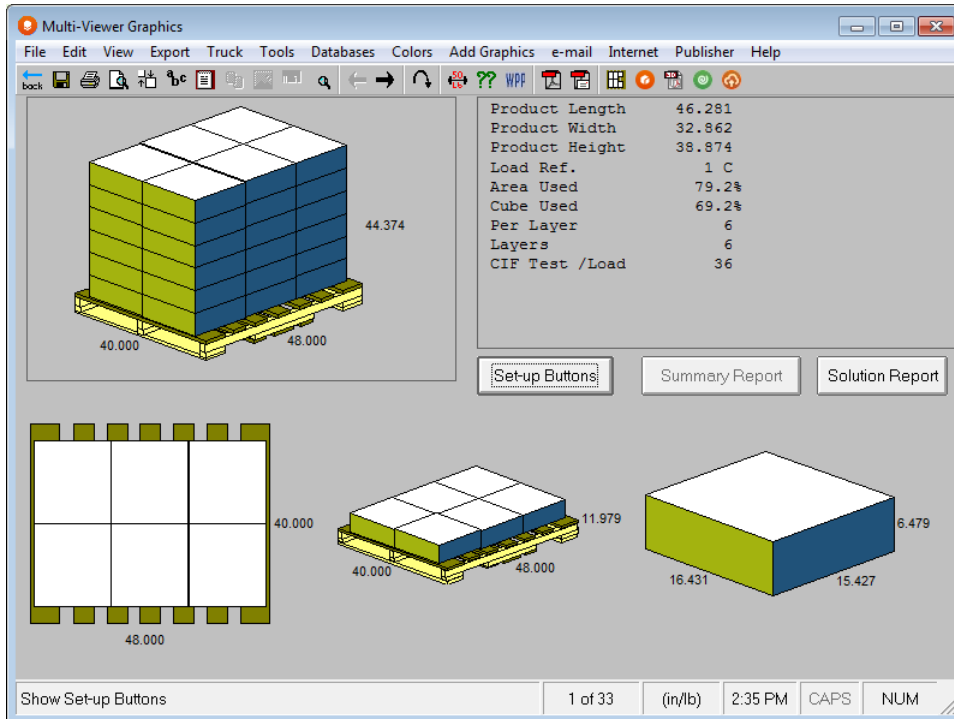 Multi-Viewer Graphics
File Edit View Export Truck Tools Databases Colors Add Graphics e-mail Internet Publisher Help
back abc ?? WPP
Product Length 46.281
Product Width 32.862
Product Height 38.874
Load Ref. 1 C
Area Used 79.2%
Cube Used 69.2%
Per Layer 6
Layers 6
CIF Test /Load 36
44.374
40.000
48.000
Set-up Buttons Summary Report Solution Report
40.000
48.000
11.979
40.000
48.000
6.479
16.431
15.427
Show Set-up Buttons 1 of 33 (in/lb) 2:35 PM CAPS NUM